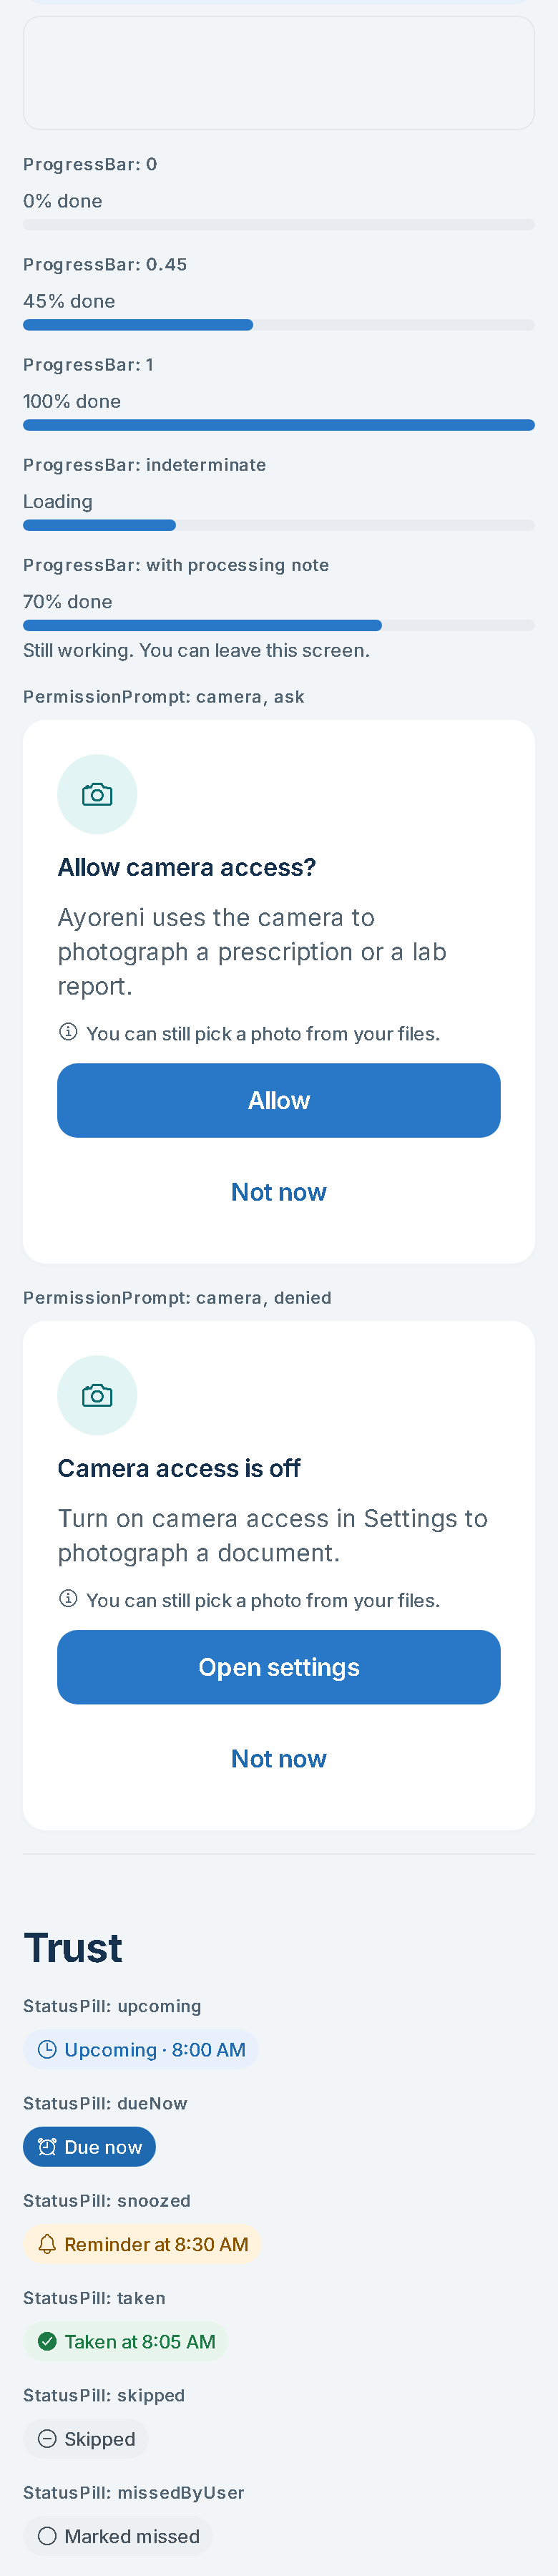 ProgressBar: 0
0% done
ProgressBar: 0.45
45% done
ProgressBar: 1
100% done
ProgressBar: indeterminate
Loading
ProgressBar: with processing note
70% done
Still working. You can leave this screen.
PermissionPrompt: camera, ask
Allow camera access?
Ayoreni uses the camera to
photograph a prescription or a lab
report.
You can still pick a photo from your files.
Allow
Not now
PermissionPrompt: camera, denied
Camera access is off
Turn on camera access in Settings to
photograph a document.
You can still pick a photo from your files.
Open settings
Not now
Trust
StatusPill: upcoming
Upcoming · 8:00 AM
StatusPill: dueNow
Due now
StatusPill: snoozed
Reminder at 8:30 AM
StatusPill: taken
Taken at 8:05 AM
StatusPill: skipped
Skipped
StatusPill: missedByUser
Marked missed